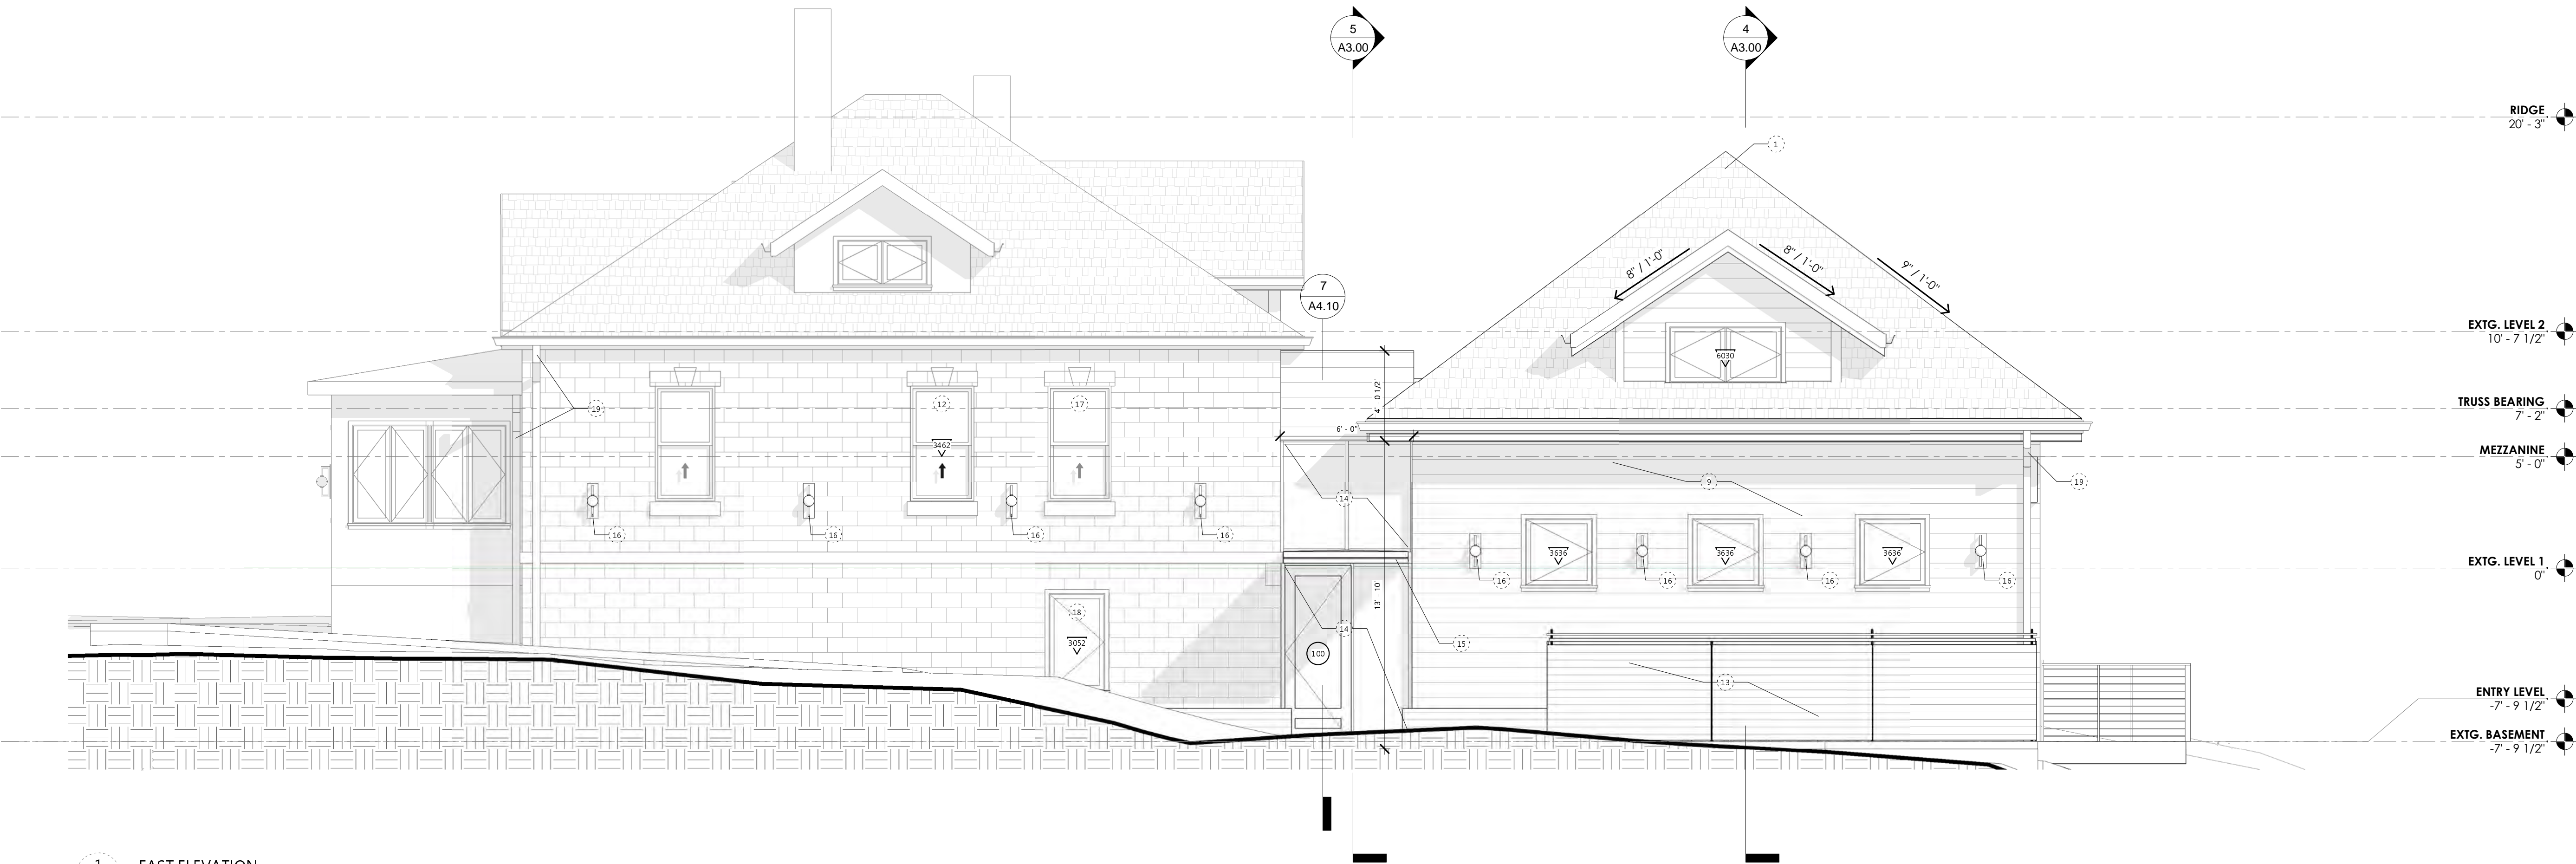 5
A3.00
4
A3.00
RIDGE
20' - 3"
1
8" / 1'-0"
8" / 1'-0"
9" / 1'-0"
7
A4.10
EXTG. LEVEL 2
10' - 7 1/2"
6030
19
12
17
4' - 0 1/2"
TRUSS BEARING
7' - 2"
6' - 0"
3462
MEZZANINE
5' - 0"
9
19
14
16
16
16
16
3636
3636
3636
16
16
16
16
EXTG. LEVEL 1
0"
13' - 10"
18
3052
14
15
100
13
ENTRY LEVEL
-7' - 9 1/2"
EXTG. BASEMENT
-7' - 9 1/2"
1
EAST ELEVATION